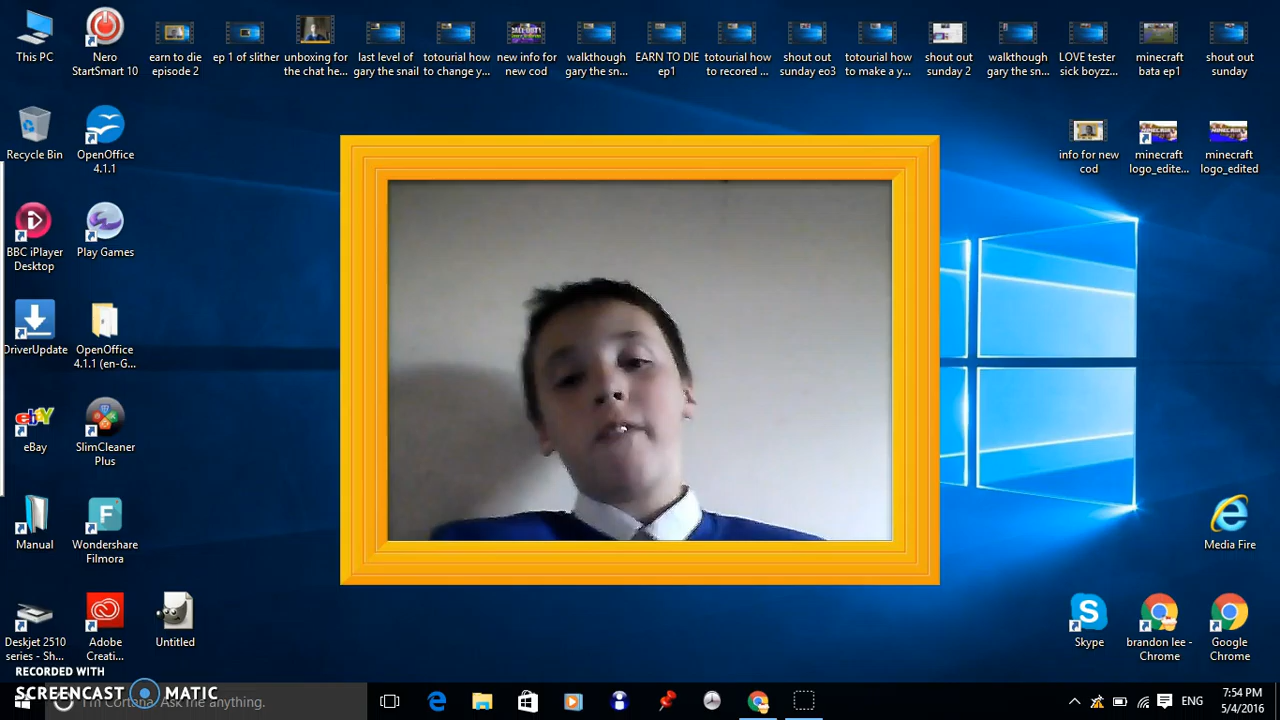 This PC
Nero
StartSmart 10
earn to die
episode 2
ep 1 of slither
unboxing for
the chat he...
last level of
gary the snail
totourial how
to change y...
new info for
new cod
walkthough
gary the sn...
EARN TO DIE
ep1
totourial how
to recored ...
shout out
sunday eo3
totourial how
to make a y...
shout out
sunday 2
walkthough
gary the sn...
LOVE tester
sick boyzz...
minecraft
bata ep1
shout out
sunday
Recycle Bin
OpenOffice
4.1.1
info for new
cod
minecraft
logo_edite...
minecraft
logo_edited
BBC iPlayer
Desktop
Play Games
DriverUpdate
OpenOffice
4.1.1 (en-G...
eBay
SlimCleaner
Plus
Manual
Wondershare
Filmora
Media Fire
Deskjet 2510
series - Sh...
Adobe
Creati...
Untitled
Skype
brandon lee -
Chrome
Google
Chrome
RECORDED WITH
SCREENCAST MATIC
I'm Cortana. Ask me anything.
ENG
7:54 PM
5/4/2016